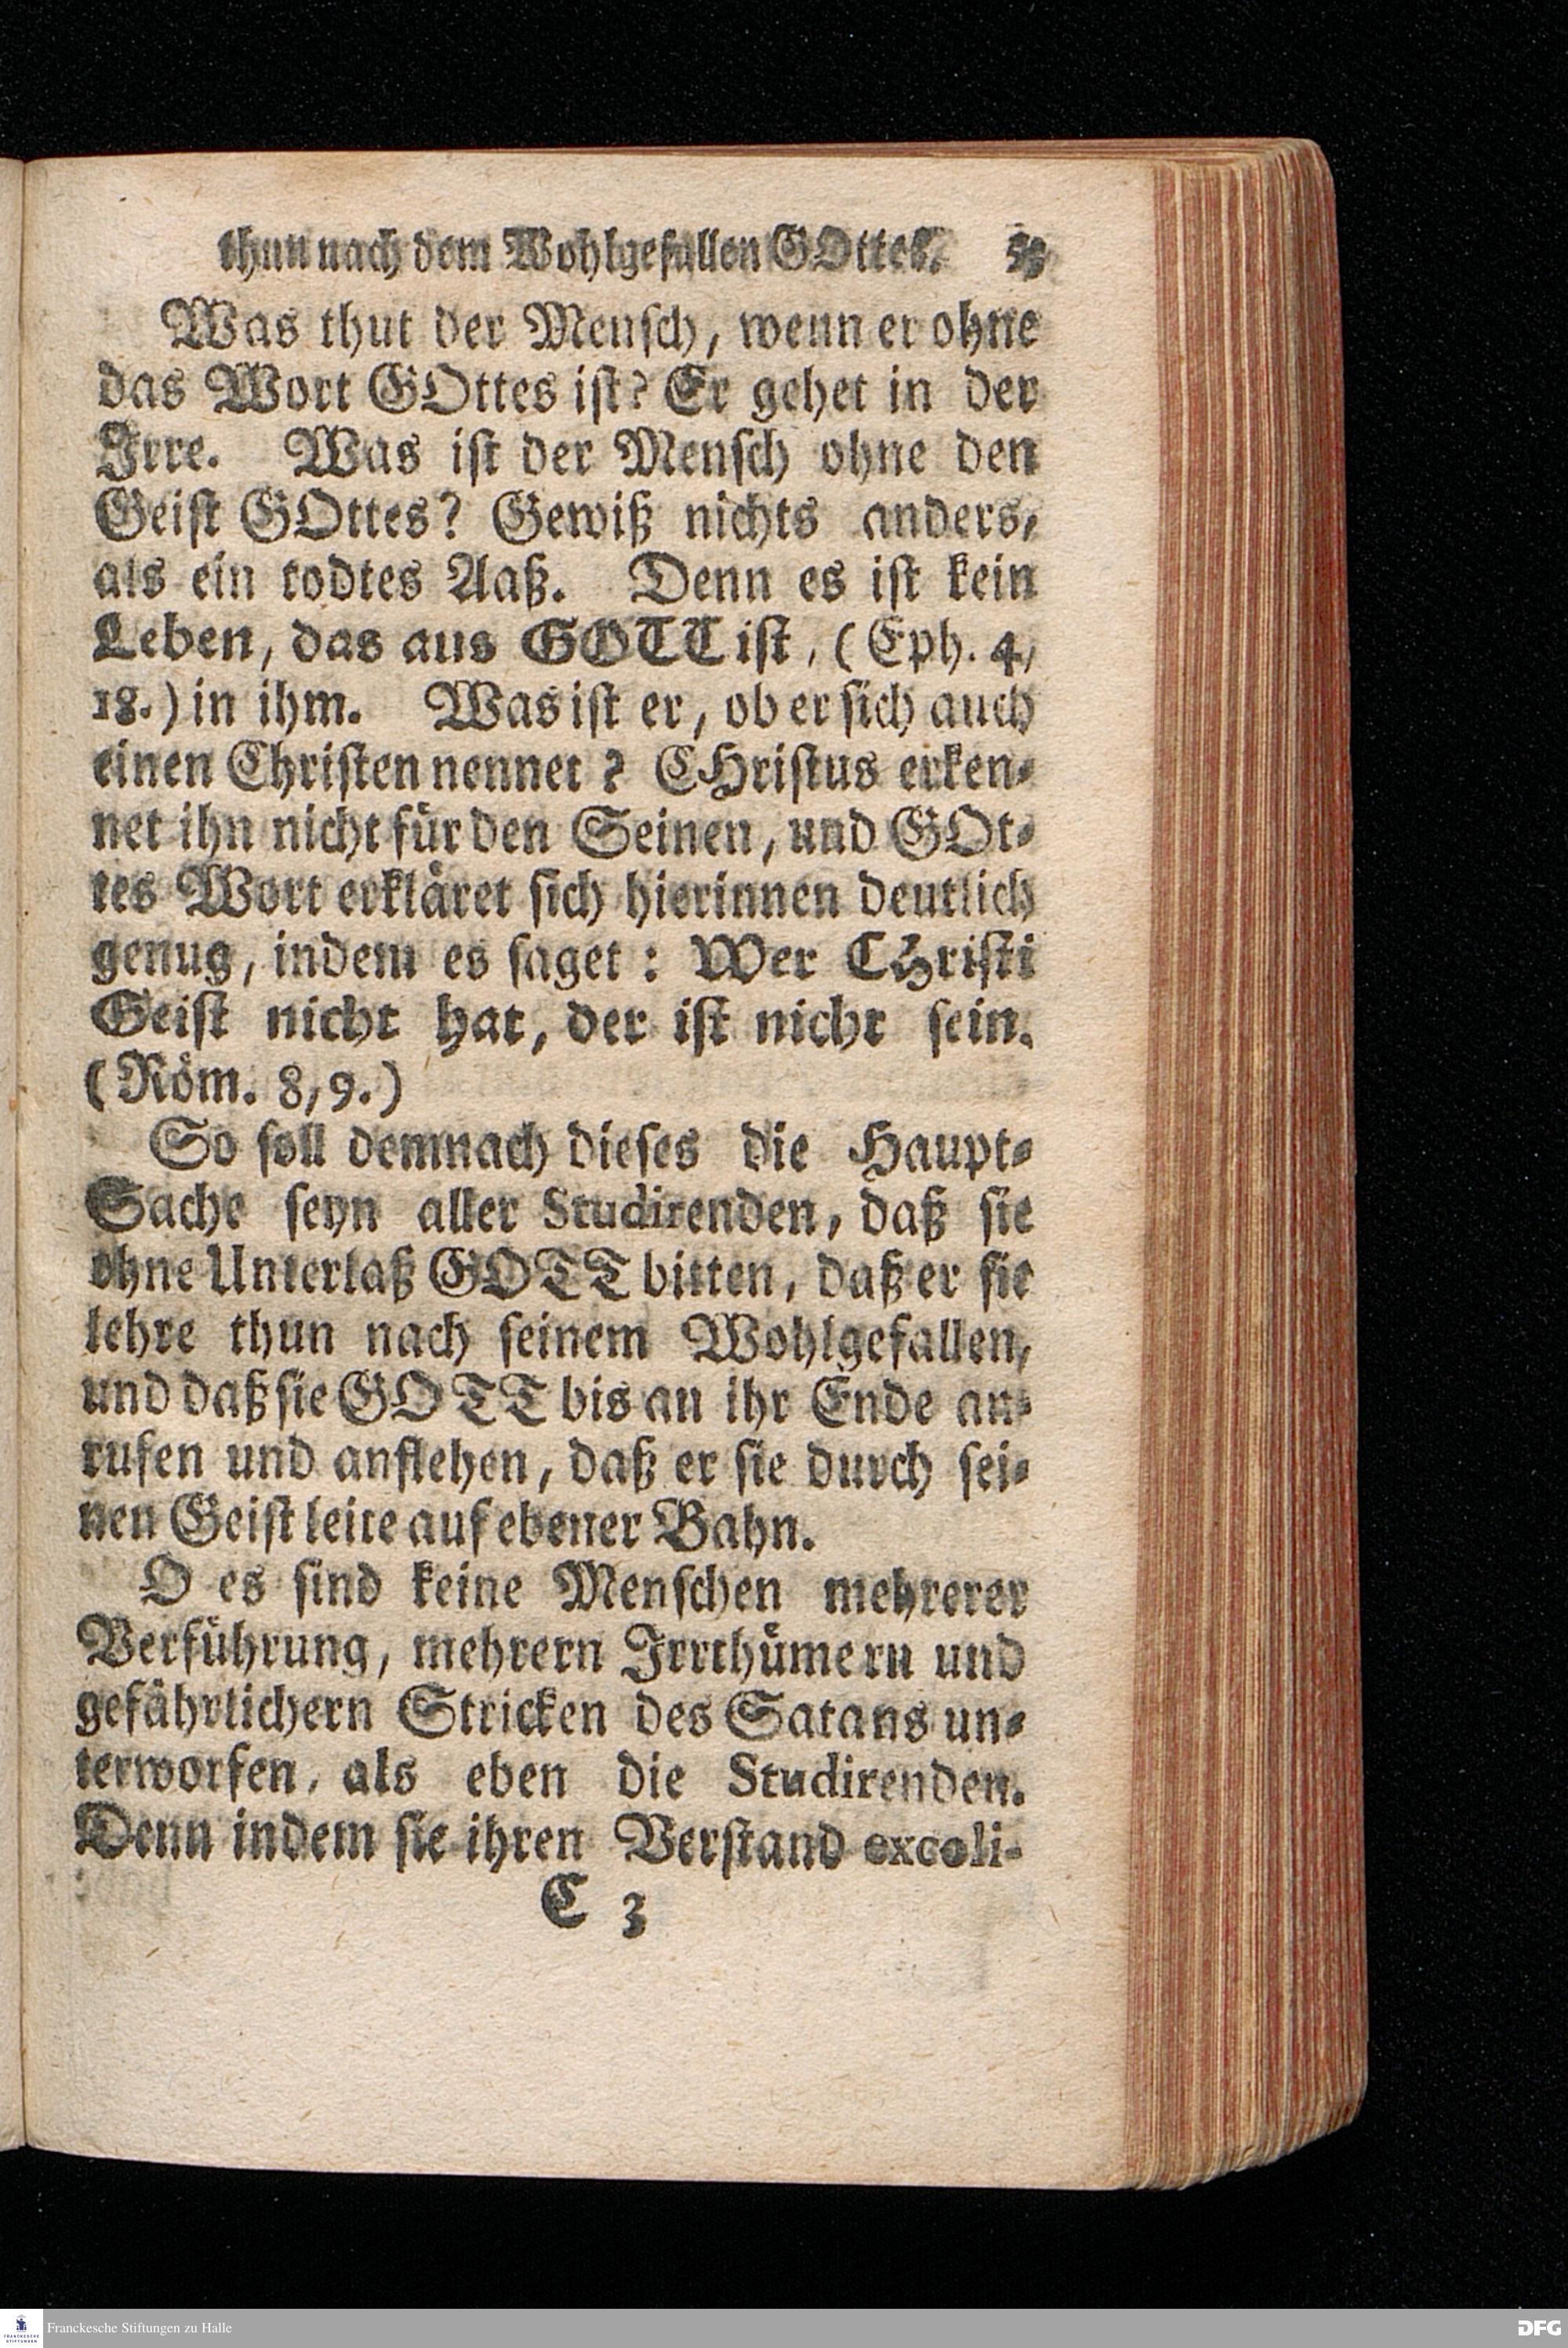 thun nach dem Wohlgefallen GOttes.
Was thut der Menſch, wenn er ohne
das Wort GOttes iſt? Er gehet in der
Irre. Was iſt der Menſch ohne den
Geiſt GOttes? Gewiß nichts anders,
als ein todtes Aaß. Denn es iſt kein
Leben, das aus GOTT iſt, (Eph. 4,
18.) in ihm. Was iſt er, ob er ſich auch
einen Chriſten nennet? CHriſtus erken⸗
net ihn nicht für den Seinen, und GOt⸗
tes Wort erkläret ſich hierinnen deutlich
genug, indem es ſaget: Wer CHriſti
Geiſt nicht hat, der iſt nicht ſein.
(Röm. 8, 9.)
So ſoll demnach dieſes die Haupt⸗
Sache ſeyn aller Studirenden, daß ſie
ohne Unterlaß GOTT bitten, daß er ſie
lehre thun nach ſeinem Wohlgefallen,
und daß ſie GOTT bis an ihr Ende an⸗
rufen und anflehen, daß er ſie durch ſei⸗
nen Geiſt leite auf ebener Bahn.
O es ſind keine Menſchen mehrerer
Verführung, mehrern Irrthümern und
gefährlichern Stricken des Satans un⸗
terworfen, als eben die Studirenden.
Denn indem ſie ihren Verſtand excoli-
C 3
Franckesche Stiftungen zu Halle
FRANCKESCHE
STIFTUNGEN
DFG